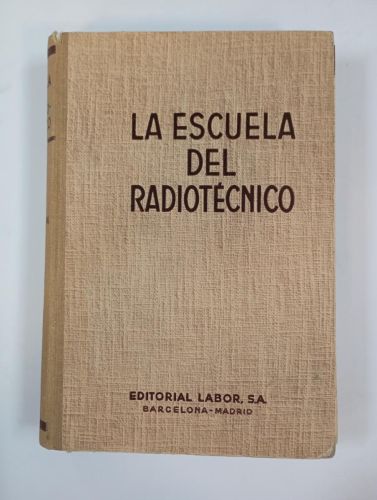 LA ESCUELA
DEL
RADIOTÉCNICO
EDITORIAL LABOR, S.A.
BARCELONA-MADRID